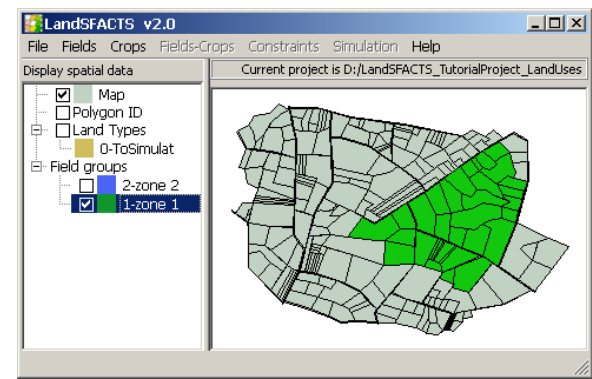 LandSFACTS v2.0
File Fields Crops Fields-Crops Constraints Simulation Help
Display spatial data
Current project is D:/LandSFACTS_TutorialProject_LandUses
Map
Polygon ID
Land Types
0-ToSimulat
Field groups
2-zone 2
1-zone 1